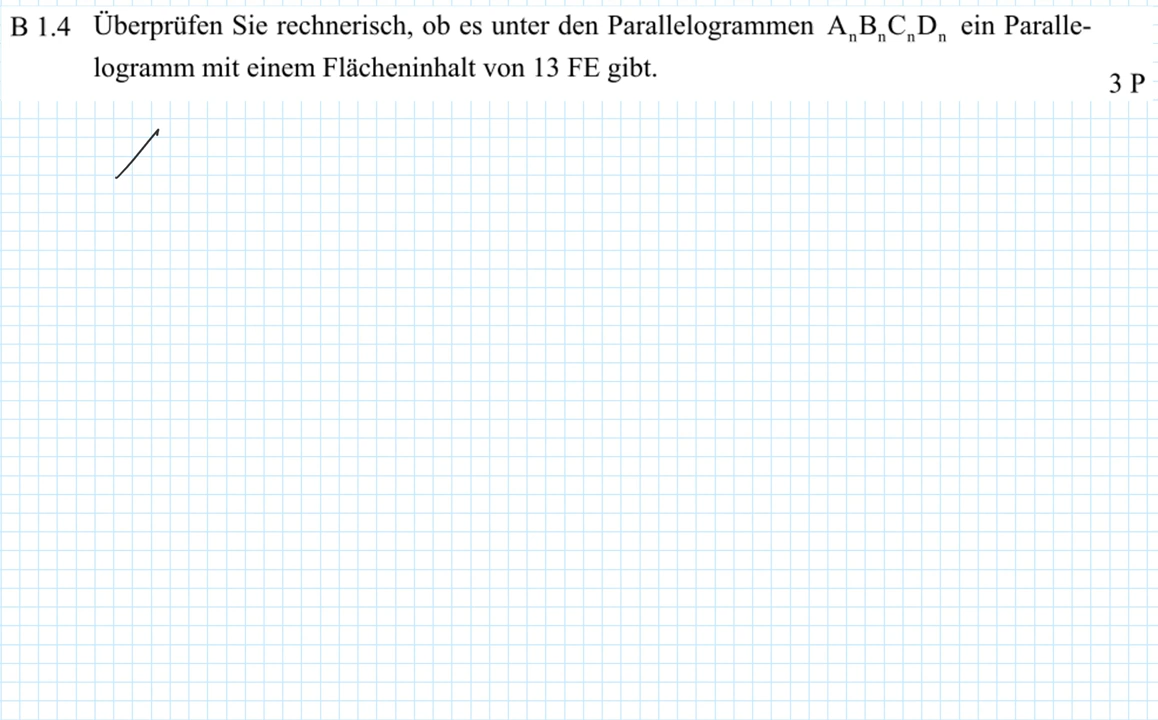 B 1.4 Überprüfen Sie rechnerisch, ob es unter den Parallelogrammen AₙBₙCₙDₙ ein Paralle-
logramm mit einem Flächeninhalt von 13 FE gibt.
3 P